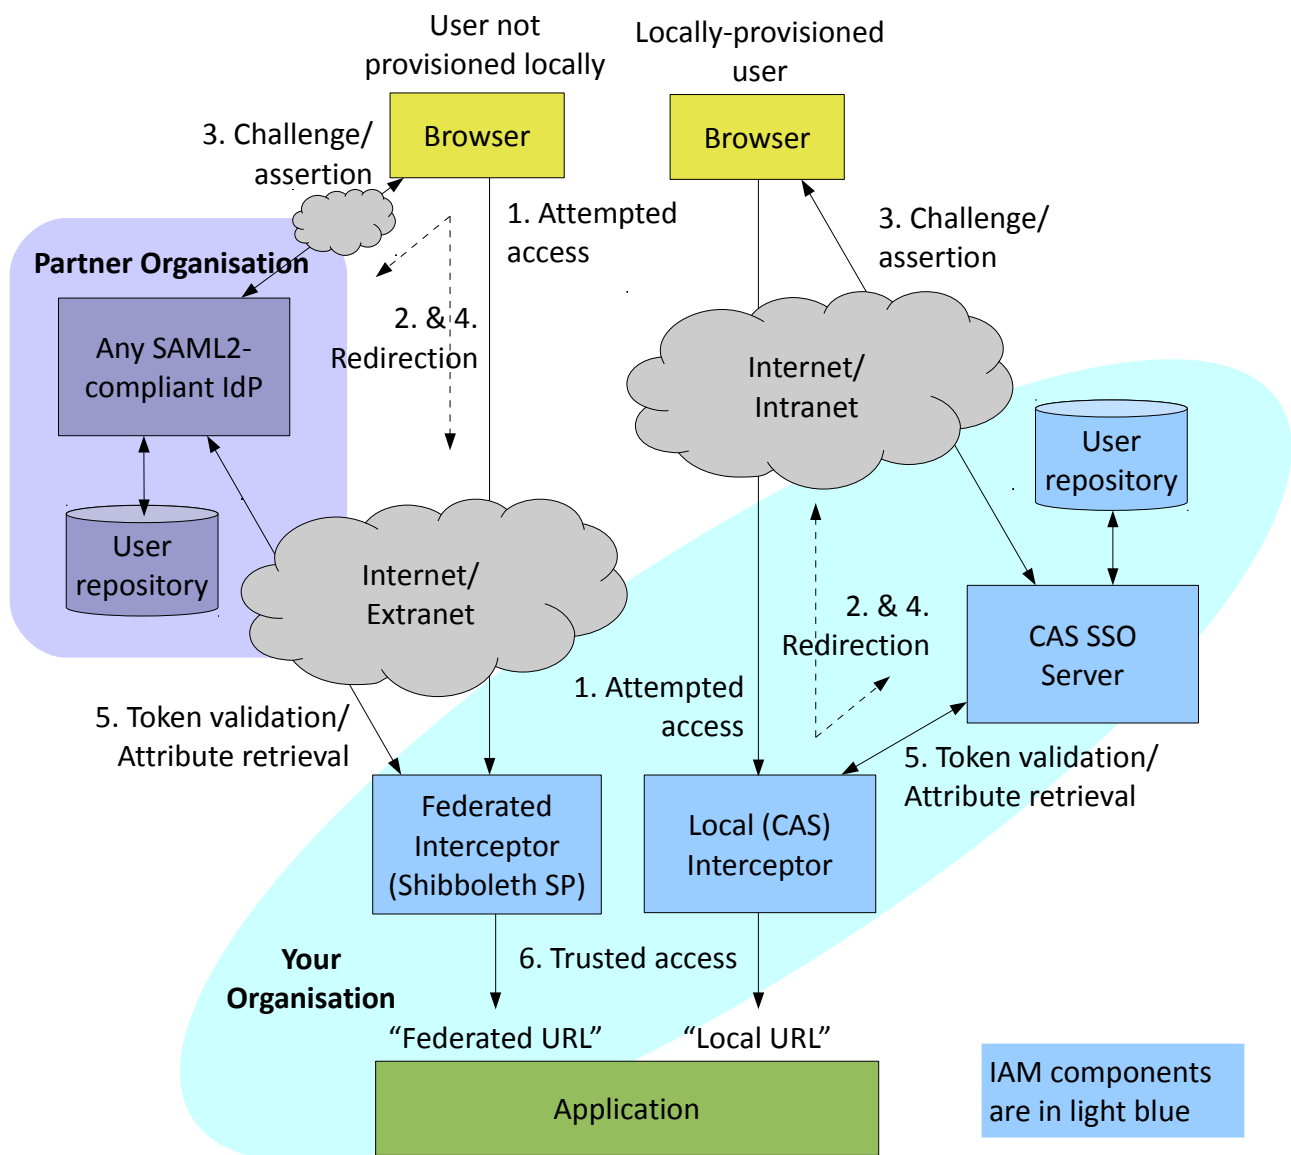 User not
provisioned locally
Locally-provisioned
user
Browser
Browser
3. Challenge/
assertion
1. Attempted
access
3. Challenge/
assertion
Partner Organisation
2. & 4.
Redirection
Any SAML2-
compliant IdP
Internet/
Intranet
User
repository
User
repository
Internet/
Extranet
2. & 4.
Redirection
CAS SSO
Server
1. Attempted
access
5. Token validation/
Attribute retrieval
5. Token validation/
Attribute retrieval
Federated
Interceptor
(Shibboleth SP)
Local (CAS)
Interceptor
Your
Organisation
6. Trusted access
“Federated URL”
“Local URL”
Application
IAM components
are in light blue